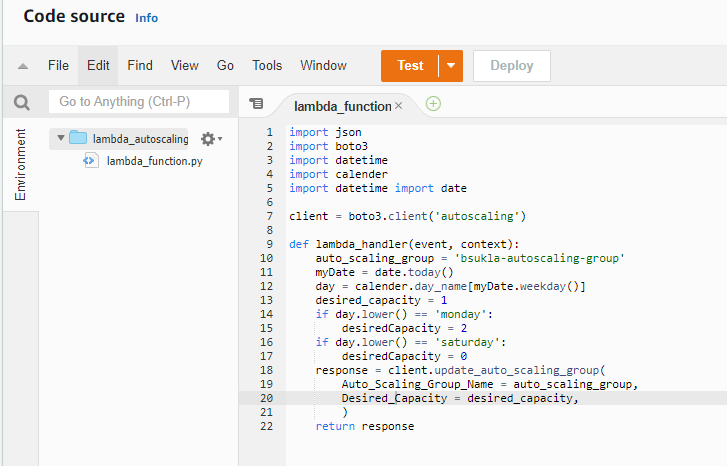 Code source Info
File Edit Find View Go Tools Window Test Deploy
Go to Anything (Ctrl-P)
lambda_function
Environment
lambda_autoscaling
lambda_function.py
1 import json
2 import boto3
3 import datetime
4 import calender
5 import datetime import date
6
7 client = boto3.client('autoscaling')
8
9 def lambda_handler(event, context):
10 auto_scaling_group = 'bsukla-autoscaling-group'
11 myDate = date.today()
12 day = calender.day_name[myDate.weekday()]
13 desired_capacity = 1
14 if day.lower() == 'monday':
15 desiredCapacity = 2
16 if day.lower() == 'saturday':
17 desiredCapacity = 0
18 response = client.update_auto_scaling_group(
19 Auto_Scaling_Group_Name = auto_scaling_group,
20 Desired_Capacity = desired_capacity,
21 )
22 return response